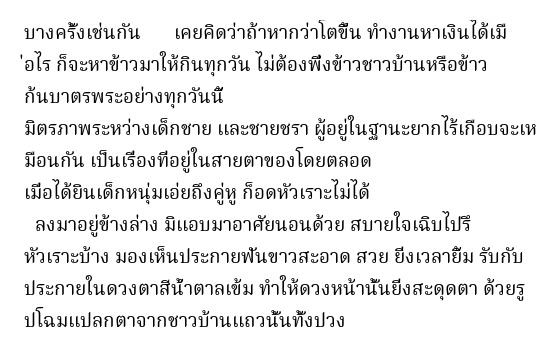 บางครั้งเช่นกัน      เคยคิดว่าถ้าหากว่าโตขึ้น ทำงานหาเงินได้เมื
่อไร ก็จะหาข้าวมาให้กินทุกวัน ไม่ต้องพึ่งข้าวชาวบ้านหรือข้าว
ก้นบาตรพระอย่างทุกวันนี้
มิตรภาพระหว่างเด็กชาย และชายชรา ผู้อยู่ในฐานะยากไร้เกือบจะเห
มือนกัน เป็นเรื่องที่อยู่ในสายตาของโดยตลอด
เมื่อได้ยินเด็กหนุ่มเอ่ยถึงคู่หู ก็อดหัวเราะไม่ได้
ลงมาอยู่ข้างล่าง มิแอบมาอาศัยนอนด้วย สบายใจเฉิบไปรึ
หัวเราะบ้าง มองเห็นประกายฟันขาวสะอาด สวย ยิ่งเวลายิ้ม รับกับ
ประกายในดวงตาสีน้ำตาลเข้ม ทำให้ดวงหน้านั้นยิ่งสะดุดตา ด้วยรู
ปโฉมแปลกตาจากชาวบ้านแถวนั้นทั้งปวง